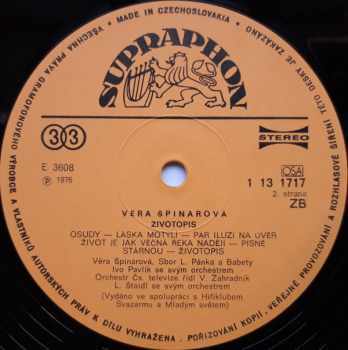 VŠECHNA PRÁVA GRAMOFONOVÉHO VÝROBCE A VLASTNÍKŮ AUTORSKÝCH PRÁV K DÍLU VYHRAŽENA • POŘIZOVÁNÍ KOPIÍ, VEŘEJNÉ PROVOZOVÁNÍ A ROZHLASOVÉ ŠÍŘENÍ TÉTO DESKY JE ZAKÁZÁNO
MADE IN CZECHOSLOVAKIA
SUPRAPHON
33
STEREO
E 3608
℗ 1976
OSA
1 13 1717
2. strana
ZB
VĚRA ŠPINAROVÁ
ŽIVOTOPIS
OSUDY — LÁSKA MOTÝLÍ — PÁR ILUZÍ NA ÚVĚR
ŽIVOT JE JAK VĚČNÁ ŘEKA NADĚJÍ — PÍSNĚ
STÁRNOU — ŽIVOTOPIS
Věra Špinarová, Sbor L. Pánka a Babety
Ivo Pavlík se svým orchestrem
Orchestr Čs. televize řídí V. Zahradník
L. Štaidl se svým orchestrem
(Vydáno ve spolupráci s Hifiklubem
Svazarmu a Mladým světem)